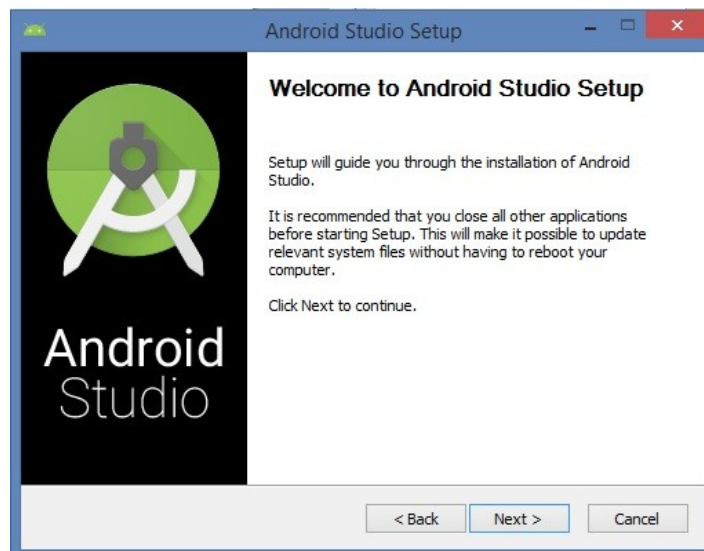 Android Studio Setup
Welcome to Android Studio Setup
Setup will guide you through the installation of Android
Studio.
It is recommended that you close all other applications
before starting Setup. This will make it possible to update
relevant system files without having to reboot your
computer.
Click Next to continue.
Android
Studio
< Back
Next >
Cancel